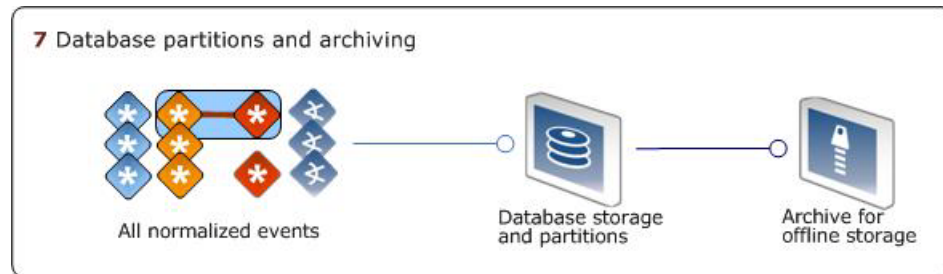 7 Database partitions and archiving
All normalized events
Database storage
and partitions
Archive for
offline storage